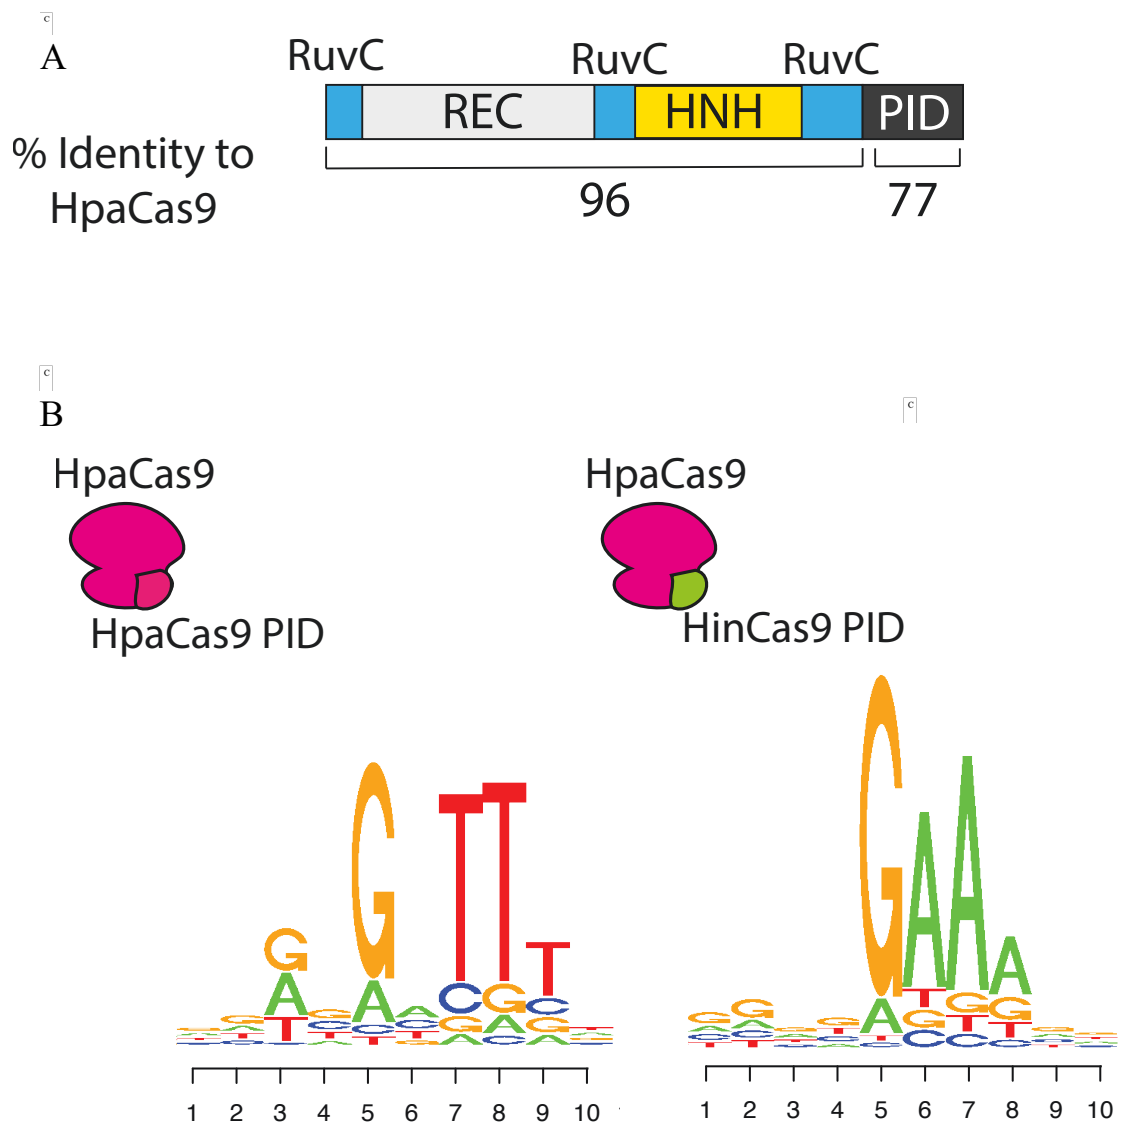 c
A
RuvC RuvC RuvC
REC HNH PID
% Identity to
HpaCas9
96 77
c
B
c
HpaCas9 HpaCas9
HpaCas9 PID HinCas9 PID
G A T G G A T T T C G A C G A
G A A A T G A G T G C C
1 2 3 4 5 6 7 8 9 10 1 2 3 4 5 6 7 8 9 10